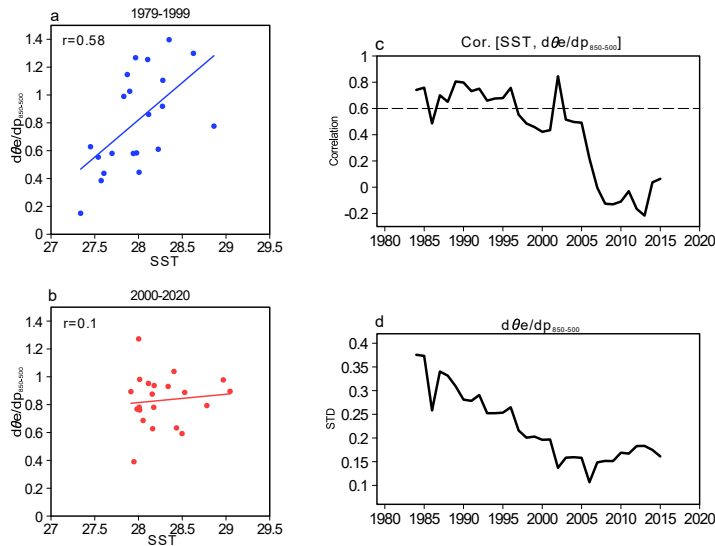 a
1979-1999
r=0.58
1.4
1.2
1
0.8
0.6
0.4
0.2
0
dθe/dp850-500
27 27.5 28 28.5 29 29.5
SST
b
2000-2020
r=0.1
1.4
1.2
1
0.8
0.6
0.4
0.2
0
dθe/dp850-500
27 27.5 28 28.5 29 29.5
SST
c
Cor. [SST, dθe/dp850-500]
1
0.8
0.6
0.4
0.2
0
-0.2
Correlation
1980 1985 1990 1995 2000 2005 2010 2015 2020
d
dθe/dp850-500
0.4
0.35
0.3
0.25
0.2
0.15
0.1
STD
1980 1985 1990 1995 2000 2005 2010 2015 2020